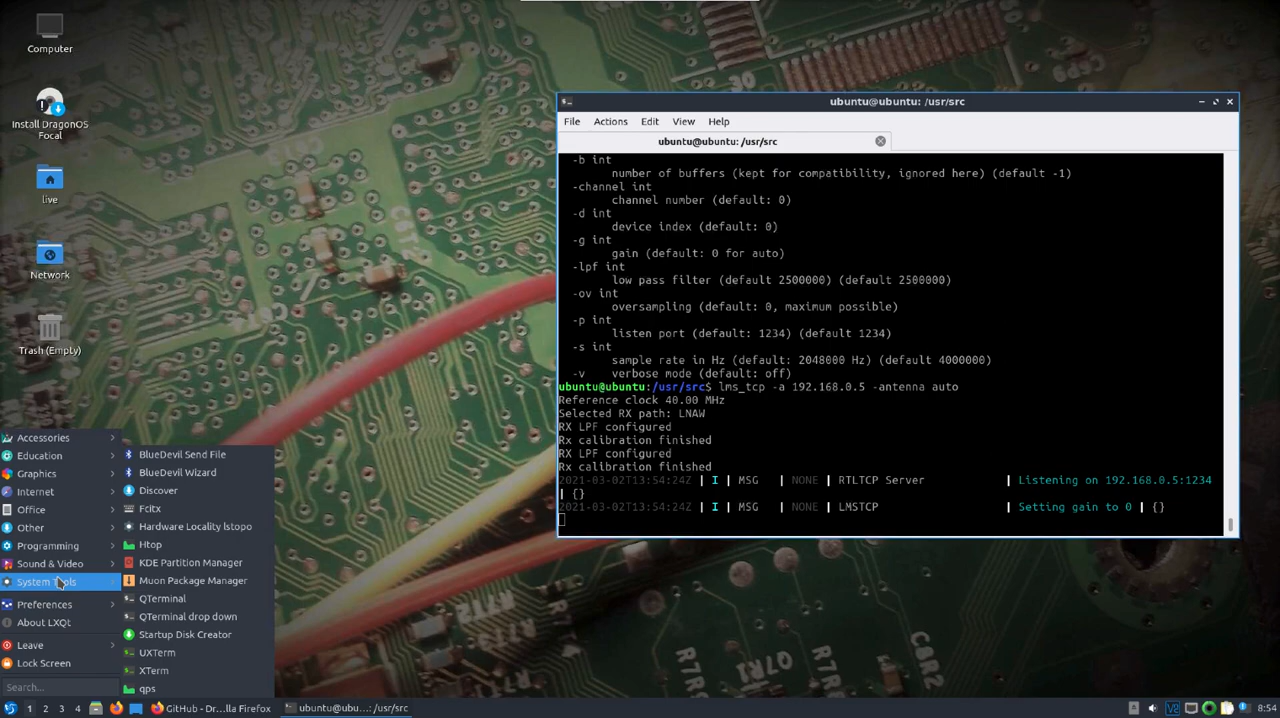 Computer
Install DragonOS
Focal
live
Network
Trash (Empty)
ubuntu@ubuntu: /usr/src
File Actions Edit View Help
ubuntu@ubuntu: /usr/src
-b int
number of buffers (kept for compatibility, ignored here) (default -1)
-channel int
channel number (default: 0)
-d int
device index (default: 0)
-g int
gain (default: 0 for auto)
-lpf int
low pass filter (default 2500000) (default 2500000)
-ov int
oversampling (default: 0, maximum possible)
-p int
listen port (default: 1234) (default 1234)
-s int
sample rate in Hz (default: 2048000 Hz) (default 4000000)
-v verbose mode (default: off)
ubuntu@ubuntu:/usr/src$ lms_tcp -a 192.168.0.5 -antenna auto
Reference clock 40.00 MHz
Selected RX path: LNAW
RX LPF configured
Rx calibration finished
RX LPF configured
Rx calibration finished
2021-03-02T13:54:24Z | I | MSG | NONE | RTLTCP Server | Listening on 192.168.0.5:1234
| {}
2021-03-02T13:54:24Z | I | MSG | NONE | LMSTCP | Setting gain to 0 | {}
Accessories
Education
Graphics
Internet
Office
Other
Programming
Sound & Video
System Tools
Preferences
About LXQt
Leave
Lock Screen
Search...
BlueDevil Send File
BlueDevil Wizard
Discover
Fcitx
Hardware Locality lstopo
Htop
KDE Partition Manager
Muon Package Manager
QTerminal
QTerminal drop down
Startup Disk Creator
UXTerm
XTerm
qps
1 2 3 4 GitHub - Dr...lla Firefox ubuntu@ubu...: /usr/src 8:54